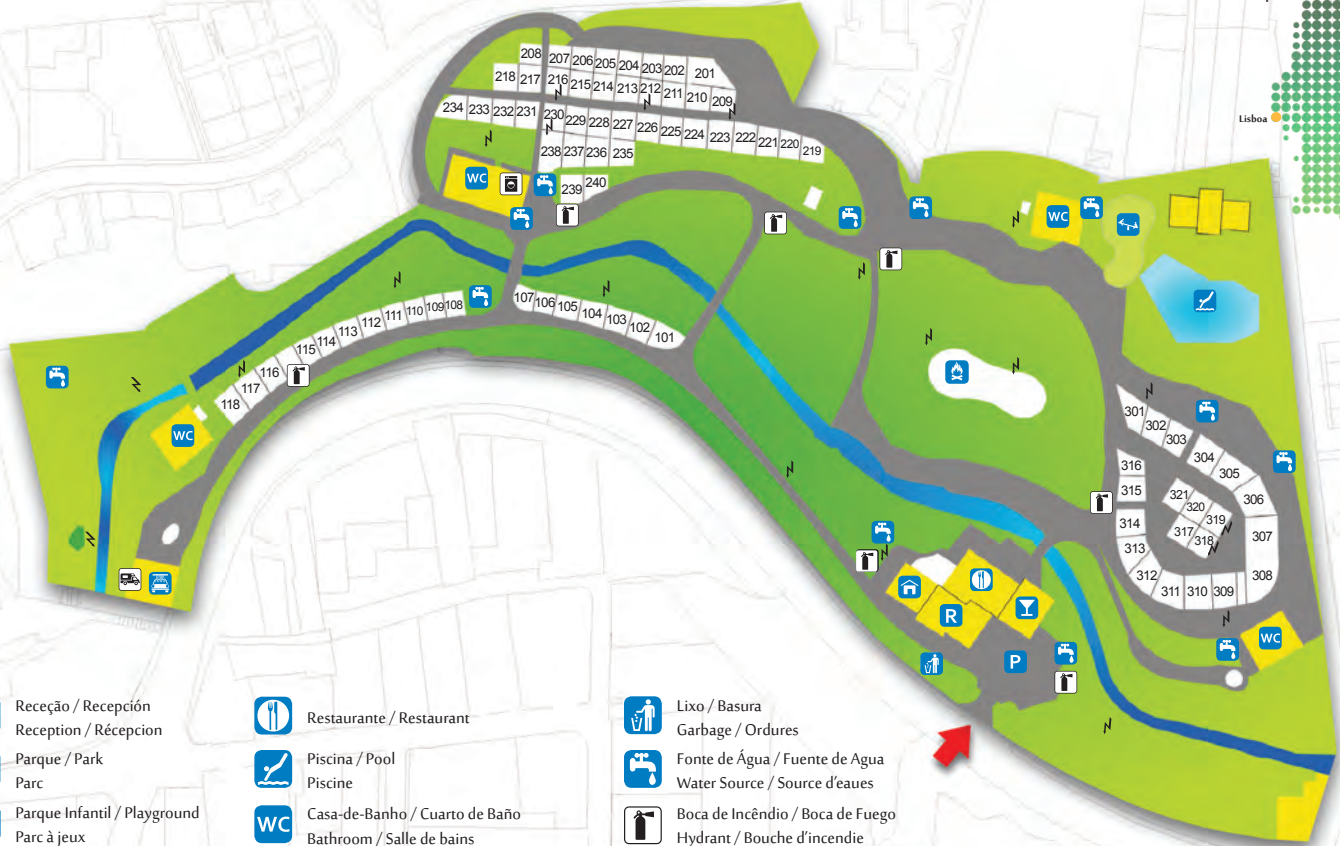 Lisboa
208 207 206 205 204 203 202 201
218 217 216 215 214 213 212 211 210 209
234 233 232 231 230 229 228 227 226 225 224 223 222 221 220 219
238 237 236 235
239 240
WC
WC
107 106 105 104 103 102 101
118 117 116 115 114 113 112 111 110 109 108
WC
301 302 303 304 305 306 307 308
316
315
314
313
312 311 310 309
321 320 319
317 318
R
P
WC
Receção / Recepción
Reception / Récepcion
Parque / Park
Parc
Parque Infantil / Playground
Parc à jeux
Restaurante / Restaurant
Piscina / Pool
Piscine
WC
Casa-de-Banho / Cuarto de Baño
Bathroom / Salle de bains
Lixo / Basura
Garbage / Ordures
Fonte de Água / Fuente de Agua
Water Source / Source d'eaues
Boca de Incêndio / Boca de Fuego
Hydrant / Bouche d'incendie